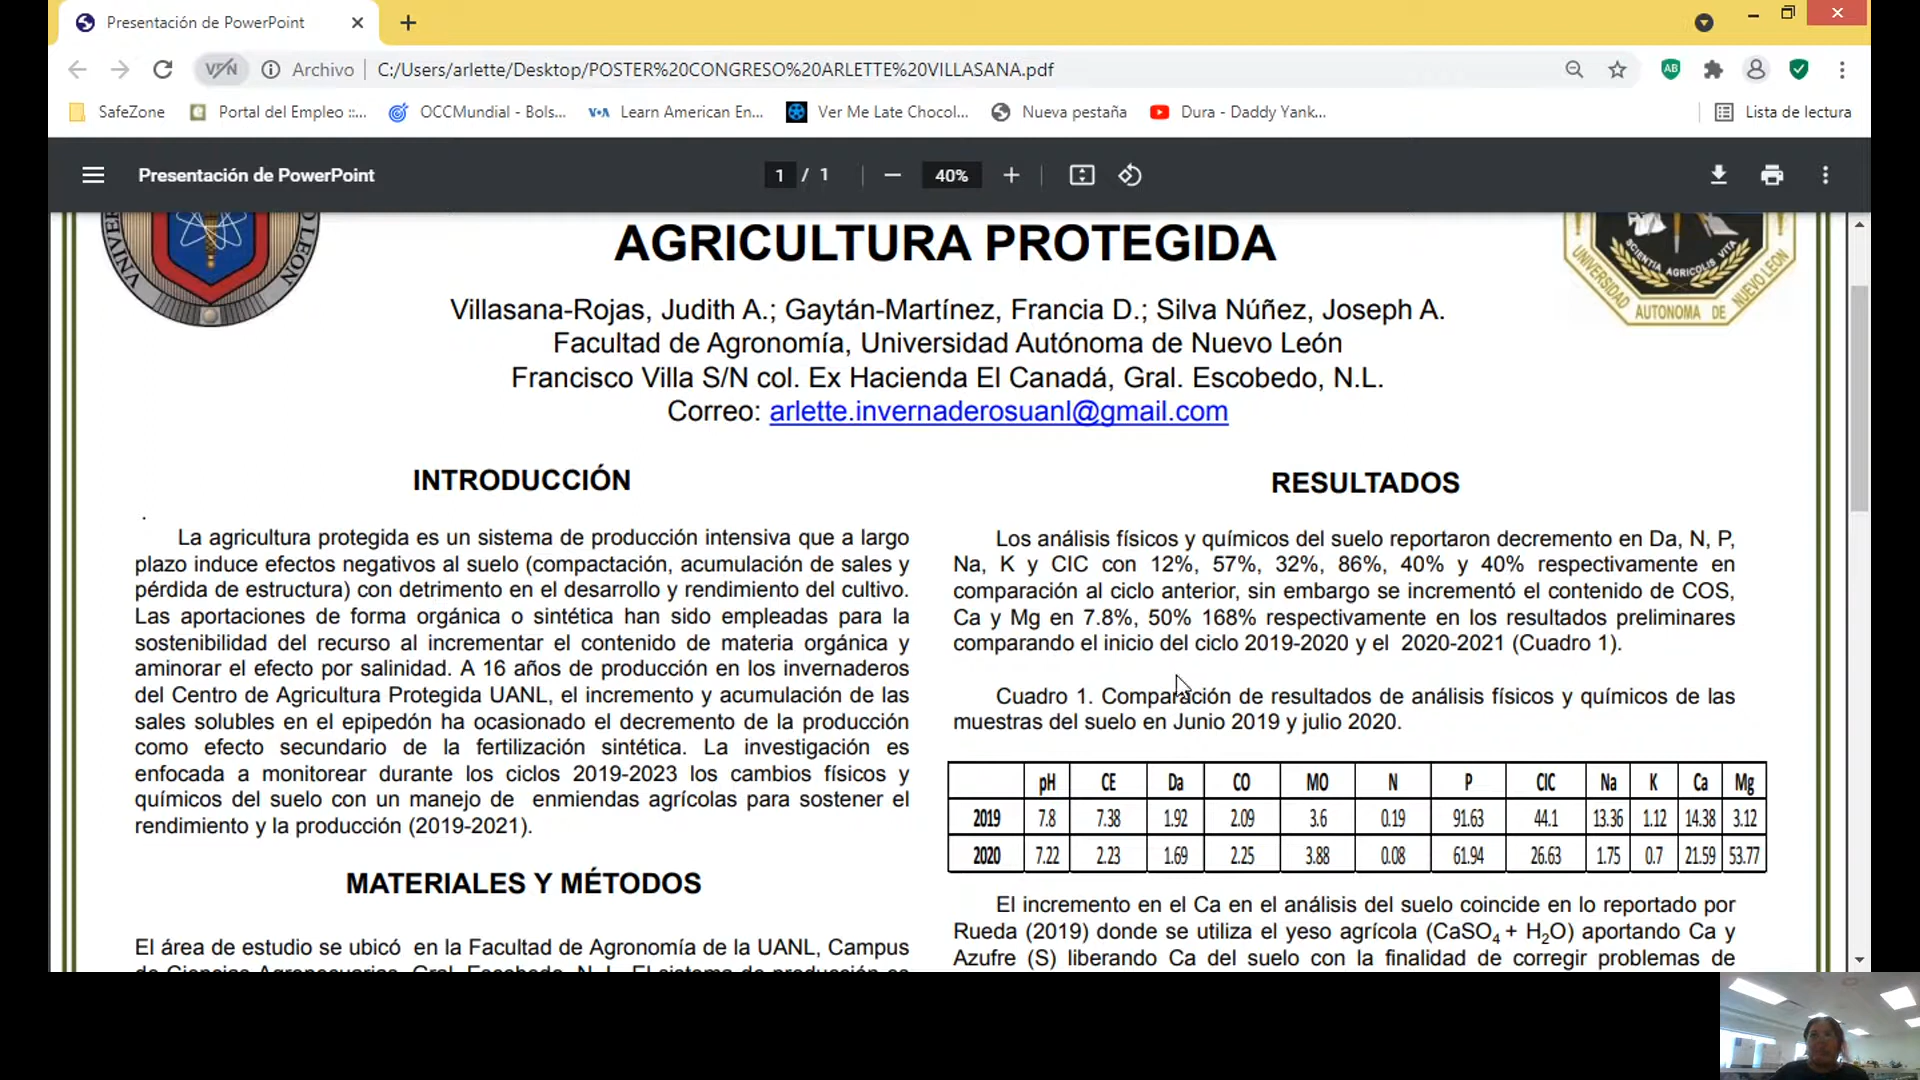 Presentación de PowerPoint
VPN
Archivo
C:/Users/arlette/Desktop/POSTER%20CONGRESO%20ARLETTE%20VILLASANA.pdf
SafeZone
Portal del Empleo ::...
OCCMundial - Bols...
VOA Learn American En...
Ver Me Late Chocol...
Nueva pestaña
Dura - Daddy Yank...
Lista de lectura
Presentación de PowerPoint
1 / 1
40%
AGRICULTURA PROTEGIDA
SCIENTIA AGRICOLIS VITA
UNIVERSIDAD AUTONOMA DE NUEVO LEON
Villasana-Rojas, Judith A.; Gaytán-Martínez, Francia D.; Silva Núñez, Joseph A.
Facultad de Agronomía, Universidad Autónoma de Nuevo León
Francisco Villa S/N col. Ex Hacienda El Canadá, Gral. Escobedo, N.L.
Correo: arlette.invernaderosuanl@gmail.com
INTRODUCCIÓN
.
La agricultura protegida es un sistema de producción intensiva que a largo
plazo induce efectos negativos al suelo (compactación, acumulación de sales y
pérdida de estructura) con detrimento en el desarrollo y rendimiento del cultivo.
Las aportaciones de forma orgánica o sintética han sido empleadas para la
sostenibilidad del recurso al incrementar el contenido de materia orgánica y
aminorar el efecto por salinidad. A 16 años de producción en los invernaderos
del Centro de Agricultura Protegida UANL, el incremento y acumulación de las
sales solubles en el epipedón ha ocasionado el decremento de la producción
como efecto secundario de la fertilización sintética. La investigación es
enfocada a monitorear durante los ciclos 2019-2023 los cambios físicos y
químicos del suelo con un manejo de enmiendas agrícolas para sostener el
rendimiento y la producción (2019-2021).
MATERIALES Y MÉTODOS
El área de estudio se ubicó en la Facultad de Agronomía de la UANL, Campus
de Ciencias Agropecuarias, Gral. Escobedo, N. L. El sistema de producción es
RESULTADOS
Los análisis físicos y químicos del suelo reportaron decremento en Da, N, P,
Na, K y CIC con 12%, 57%, 32%, 86%, 40% y 40% respectivamente en
comparación al ciclo anterior, sin embargo se incrementó el contenido de COS,
Ca y Mg en 7.8%, 50% 168% respectivamente en los resultados preliminares
comparando el inicio del ciclo 2019-2020 y el 2020-2021 (Cuadro 1).
Cuadro 1. Comparación de resultados de análisis físicos y químicos de las
muestras del suelo en Junio 2019 y julio 2020.
pH CE Da CO MO N P CIC Na K Ca Mg
2019 7.8 7.38 1.92 2.09 3.6 0.19 91.63 44.1 13.36 1.12 14.38 3.12
2020 7.22 2.23 1.69 2.25 3.88 0.08 61.94 26.63 1.75 0.7 21.59 53.77
El incremento en el Ca en el análisis del suelo coincide en lo reportado por
Rueda (2019) donde se utiliza el yeso agrícola (CaSO4 + H2O) aportando Ca y
Azufre (S) liberando Ca del suelo con la finalidad de corregir problemas de